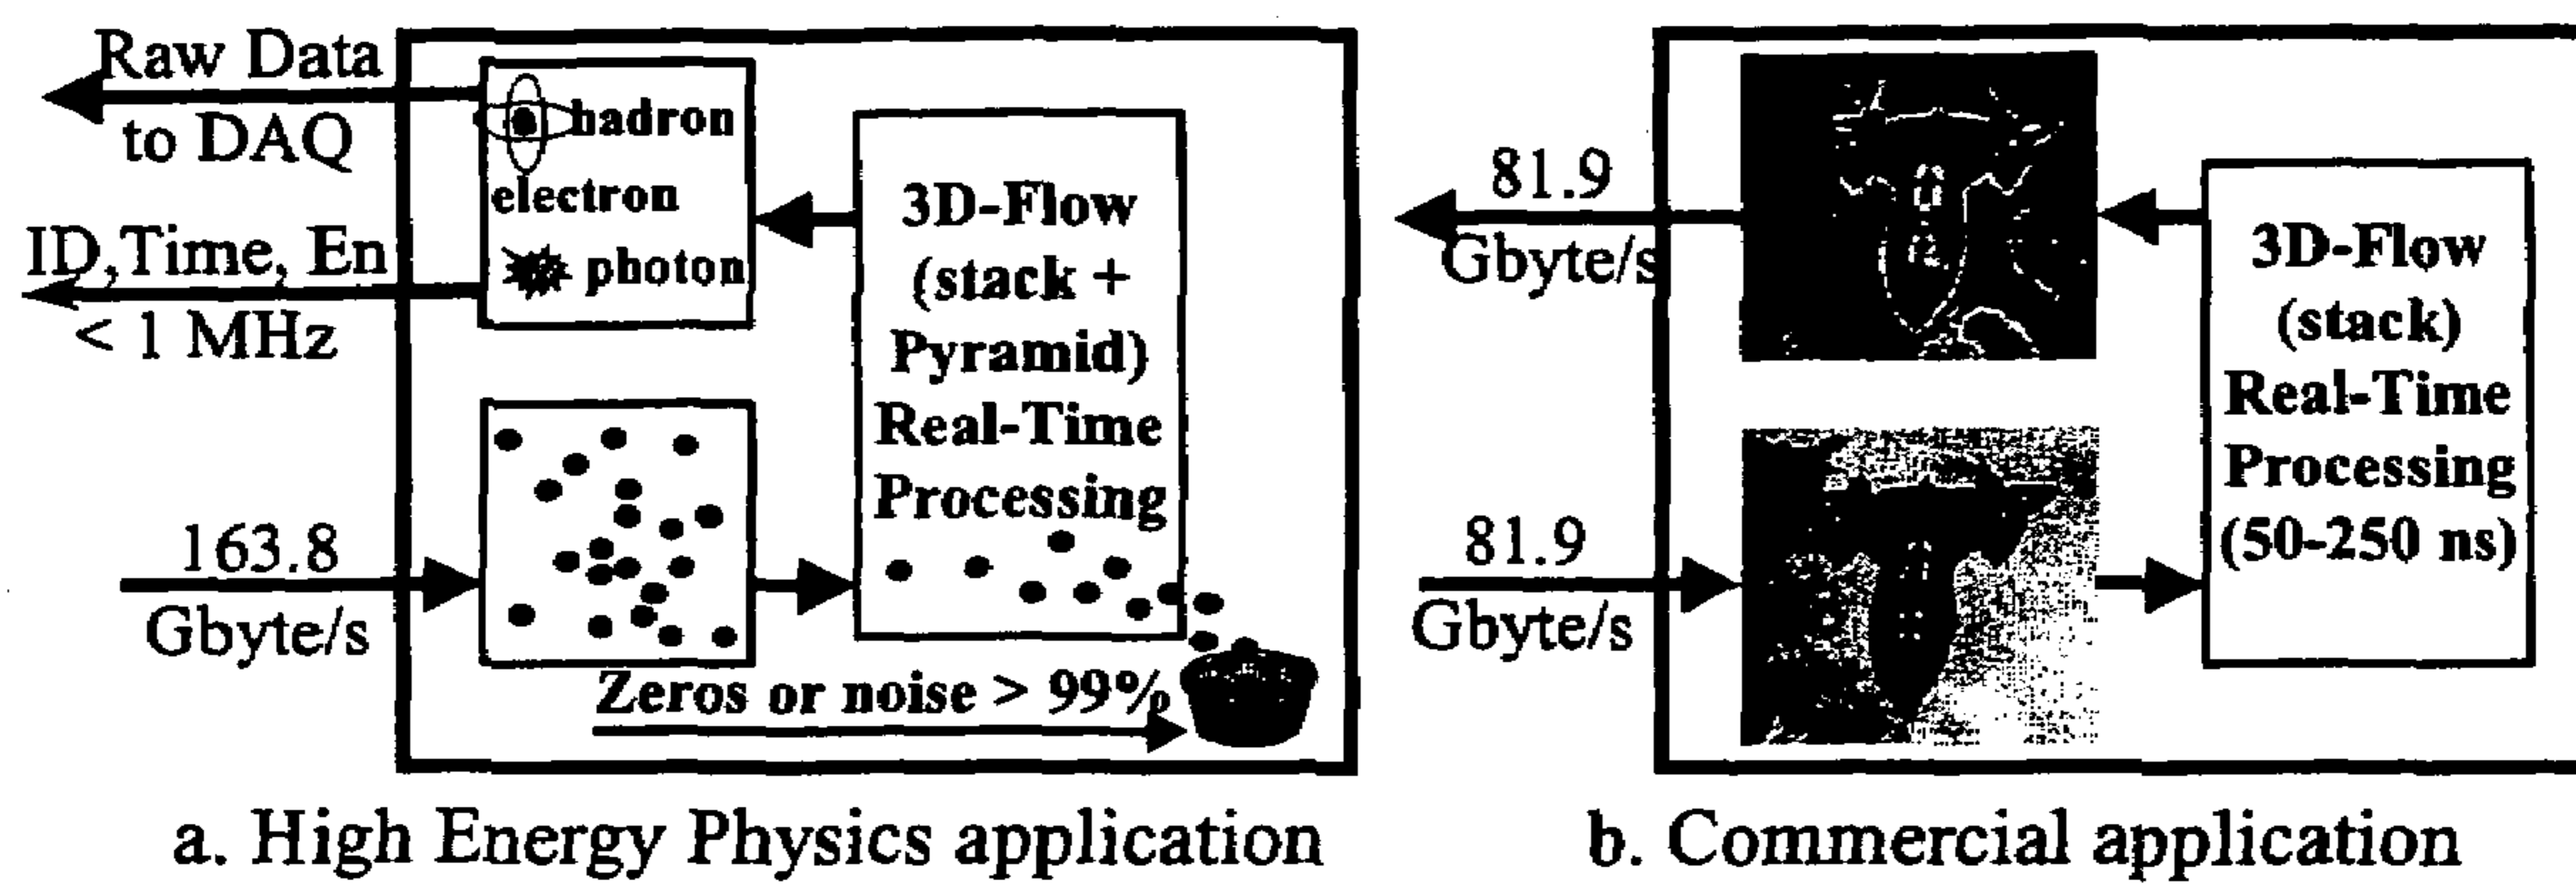 Raw Data
to DAQ
ID,Time, En
< 1 MHz
163.8
Gbyte/s
hadron
electron
photon
3D-Flow
(stack +
Pyramid)
Real-Time
Processing
Zeros or noise > 99%
a. High Energy Physics application
81.9
Gbyte/s
81.9
Gbyte/s
3D-Flow
(stack)
Real-Time
Processing
(50-250 ns)
b. Commercial application